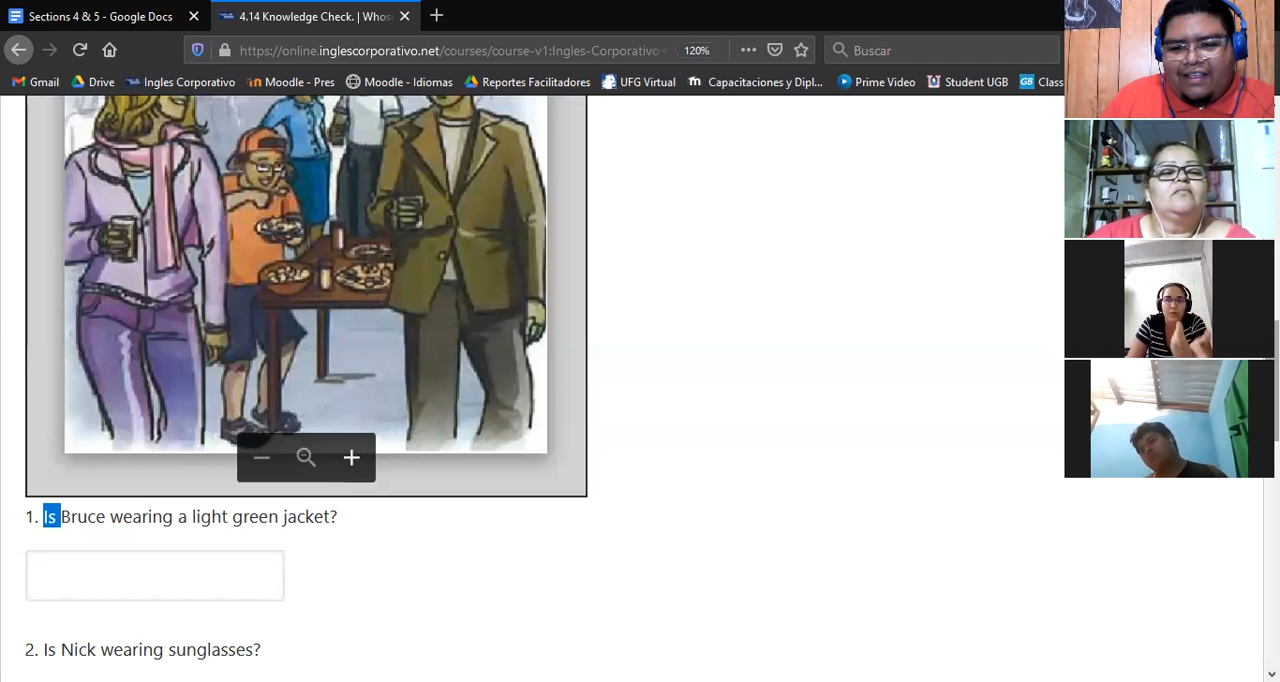 Sections 4 & 5 - Google Docs
4.14 Knowledge Check. | Whos
https://online.inglescorporativo.net/courses/course-v1:Ingles-Corporativo
120%
Buscar
Gmail
Drive
Ingles Corporativo
Moodle - Pres
Moodle - Idiomas
Reportes Facilitadores
UFG Virtual
Capacitaciones y Dipl...
Prime Video
Student UGB
GB Class
1. Is Bruce wearing a light green jacket?
2. Is Nick wearing sunglasses?